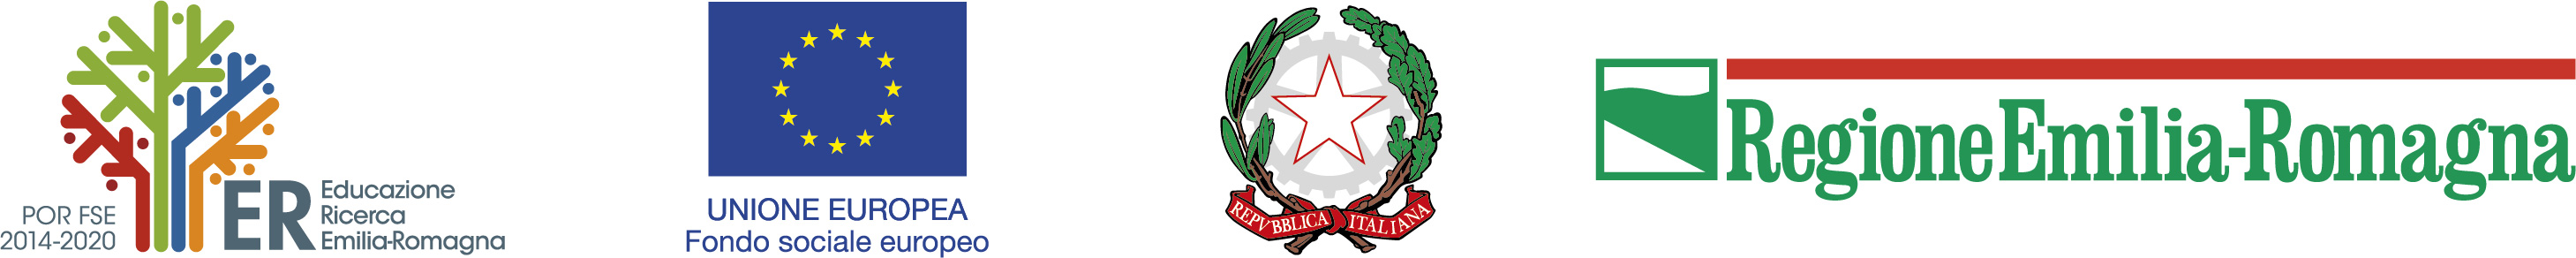 POR FSE
2014-2020
ER
Educazione
Ricerca
Emilia-Romagna
UNIONE EUROPEA
Fondo sociale europeo
REPVBBLICA ITALIANA
RegioneEmilia-Romagna